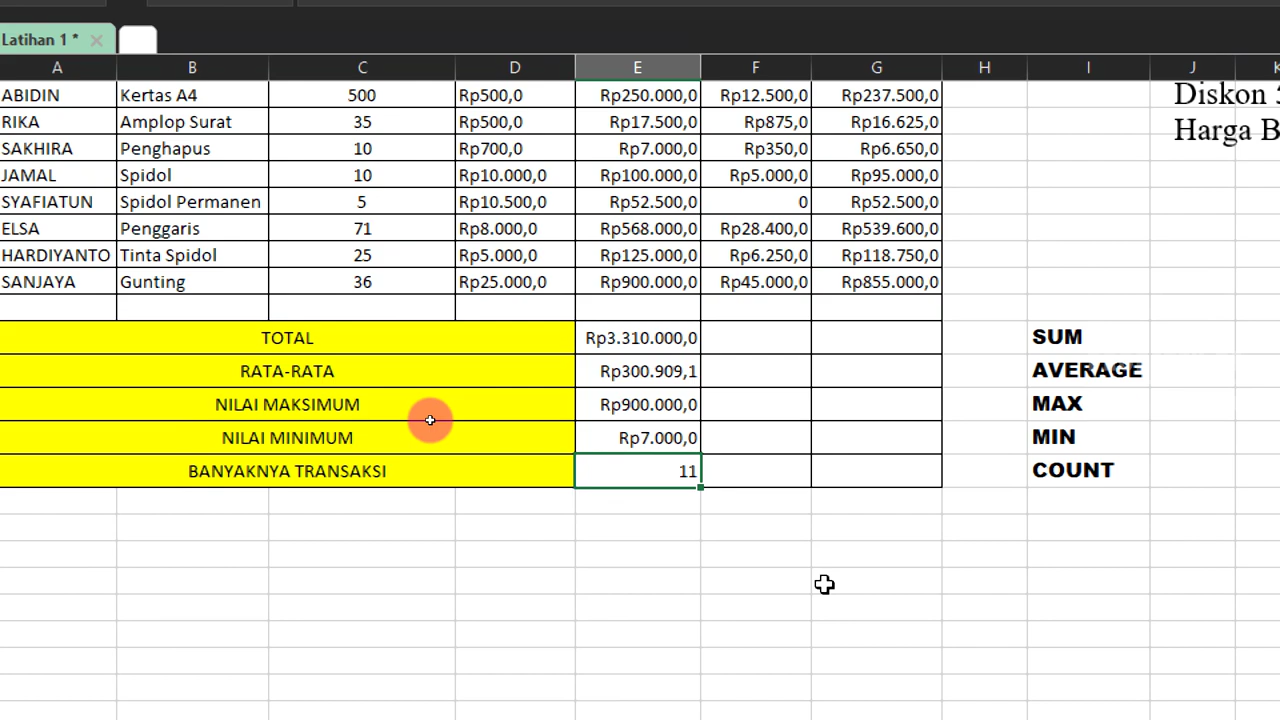 Latihan 1 *
A B C D E F G H I J K
ABIDIN Kertas A4 500 Rp500,0 Rp250.000,0 Rp12.500,0 Rp237.500,0 Diskon
RIKA Amplop Surat 35 Rp500,0 Rp17.500,0 Rp875,0 Rp16.625,0 Harga B
SAKHIRA Penghapus 10 Rp700,0 Rp7.000,0 Rp350,0 Rp6.650,0
JAMAL Spidol 10 Rp10.000,0 Rp100.000,0 Rp5.000,0 Rp95.000,0
SYAFIATUN Spidol Permanen 5 Rp10.500,0 Rp52.500,0 0 Rp52.500,0
ELSA Penggaris 71 Rp8.000,0 Rp568.000,0 Rp28.400,0 Rp539.600,0
HARDIYANTO Tinta Spidol 25 Rp5.000,0 Rp125.000,0 Rp6.250,0 Rp118.750,0
SANJAYA Gunting 36 Rp25.000,0 Rp900.000,0 Rp45.000,0 Rp855.000,0
TOTAL Rp3.310.000,0 SUM
RATA-RATA Rp300.909,1 AVERAGE
NILAI MAKSIMUM Rp900.000,0 MAX
NILAI MINIMUM Rp7.000,0 MIN
BANYAKNYA TRANSAKSI 11 COUNT